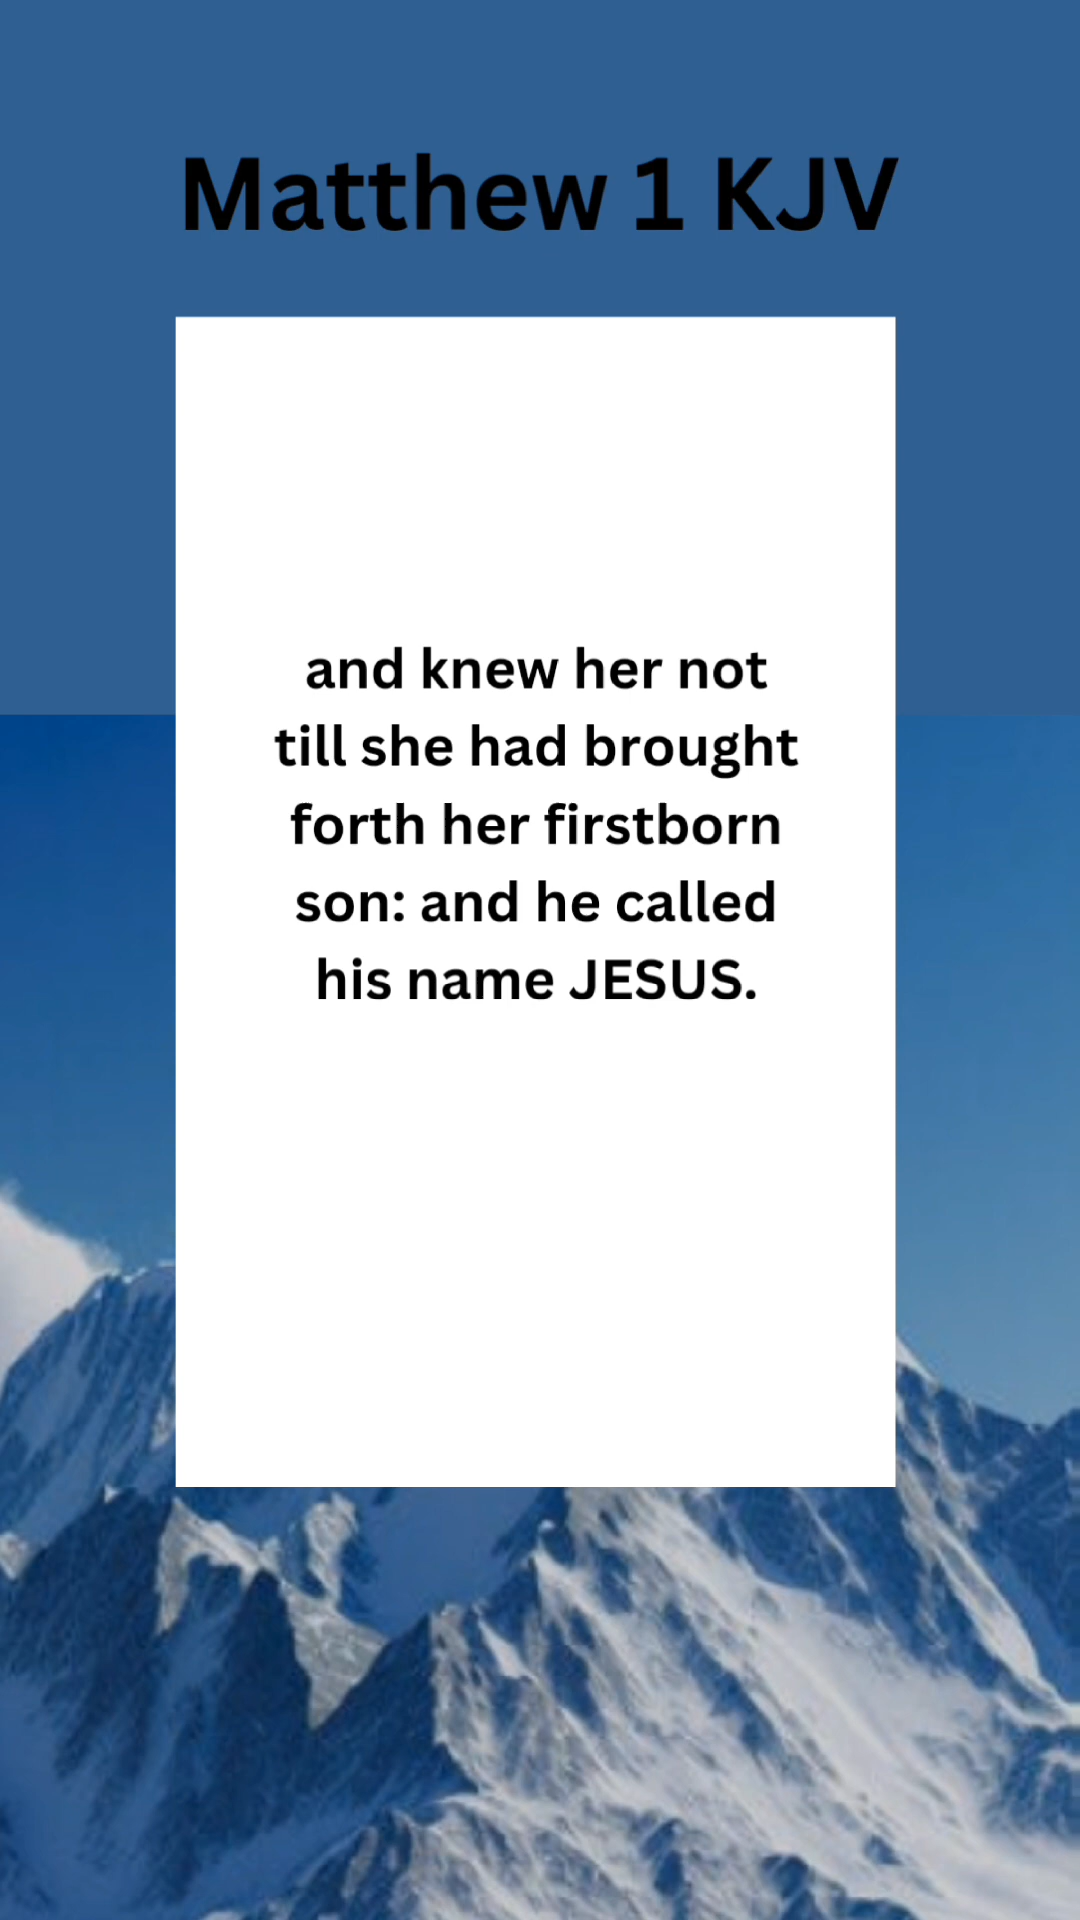 Matthew 1 KJV
and knew her not
till she had brought
forth her firstborn
son: and he called
his name JESUS.